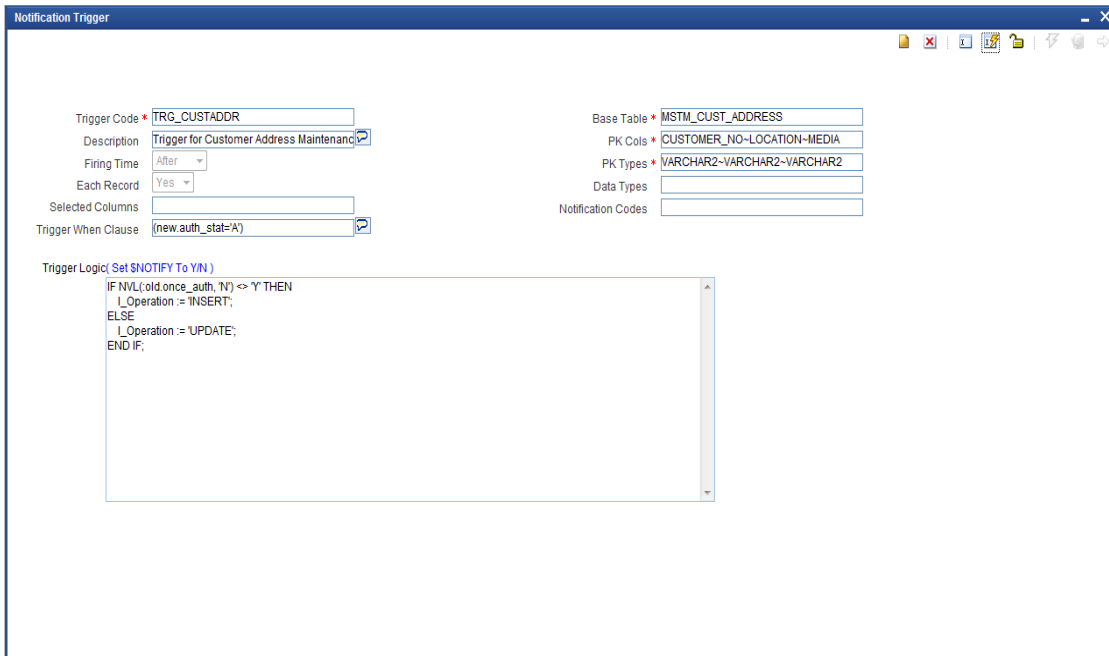 Notification Trigger
Trigger Code * TRG_CUSTADDR
Base Table * MSTM_CUST_ADDRESS
Description Trigger for Customer Address Maintenanc
PK Cols * CUSTOMER_NO~LOCATION~MEDIA
Firing Time After
PK Types * VARCHAR2~VARCHAR2~VARCHAR2
Each Record Yes
Data Types
Selected Columns
Notification Codes
Trigger When Clause (new.auth_stat='A')
Trigger Logic( Set $NOTIFY To Y/N )
IF NVL(:old.once_auth, 'N') <> 'Y' THEN
l_Operation := 'INSERT';
ELSE
l_Operation := 'UPDATE';
END IF;